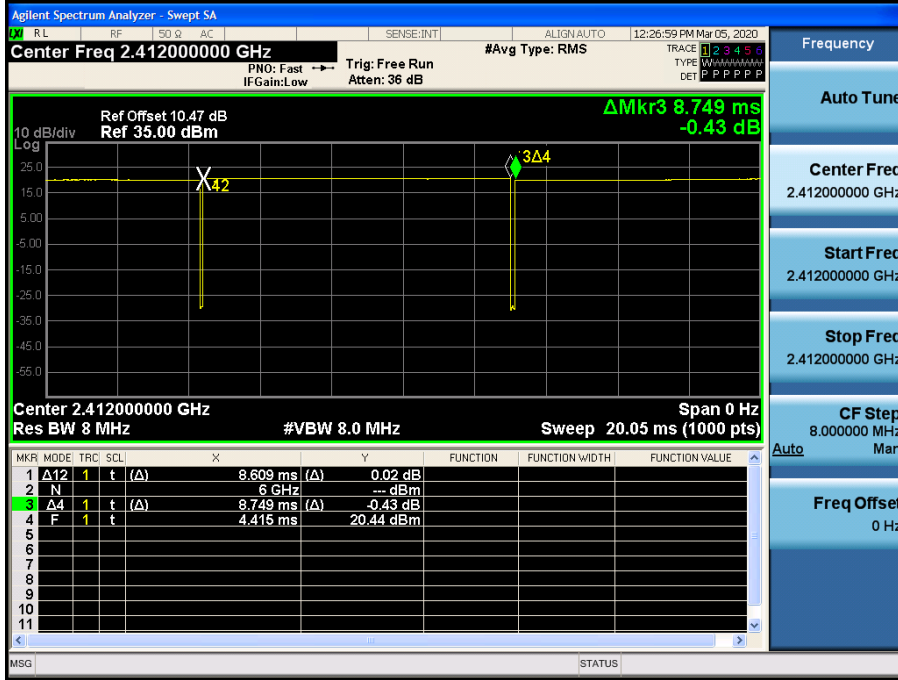 Agilent Spectrum Analyzer - Swept SA
LXI RL RF 50 Ω AC SENSE:INT ALIGN AUTO 12:26:59 PM Mar 05, 2020
Center Freq 2.412000000 GHz #Avg Type: RMS TRACE 1 2 3 4 5 6
PNO: Fast Trig: Free Run TYPE WWWWWW
IFGain:Low Atten: 36 dB DET P P P P P P
Frequency
Auto Tune
Center Freq
2.412000000 GHz
Start Freq
2.412000000 GHz
Stop Freq
2.412000000 GHz
CF Step
8.000000 MHz
Auto Man
Freq Offset
0 Hz
ΔMkr3 8.749 ms
-0.43 dB
Ref Offset 10.47 dB
10 dB/div Ref 35.00 dBm
Log
3Δ4
25.0
15.0
5.00
-5.00
-15.0
-25.0
-35.0
-45.0
-55.0
Center 2.412000000 GHz Span 0 Hz
Res BW 8 MHz #VBW 8.0 MHz Sweep 20.05 ms (1000 pts)
MKR MODE TRC SCL X Y FUNCTION FUNCTION WIDTH FUNCTION VALUE
1 Δ12 1 t (Δ) 8.609 ms (Δ) 0.02 dB
2 N 6 GHz --- dBm
3 Δ4 1 t (Δ) 8.749 ms (Δ) -0.43 dB
4 F 1 t 4.415 ms 20.44 dBm
5
6
7
8
9
10
11
MSG STATUS